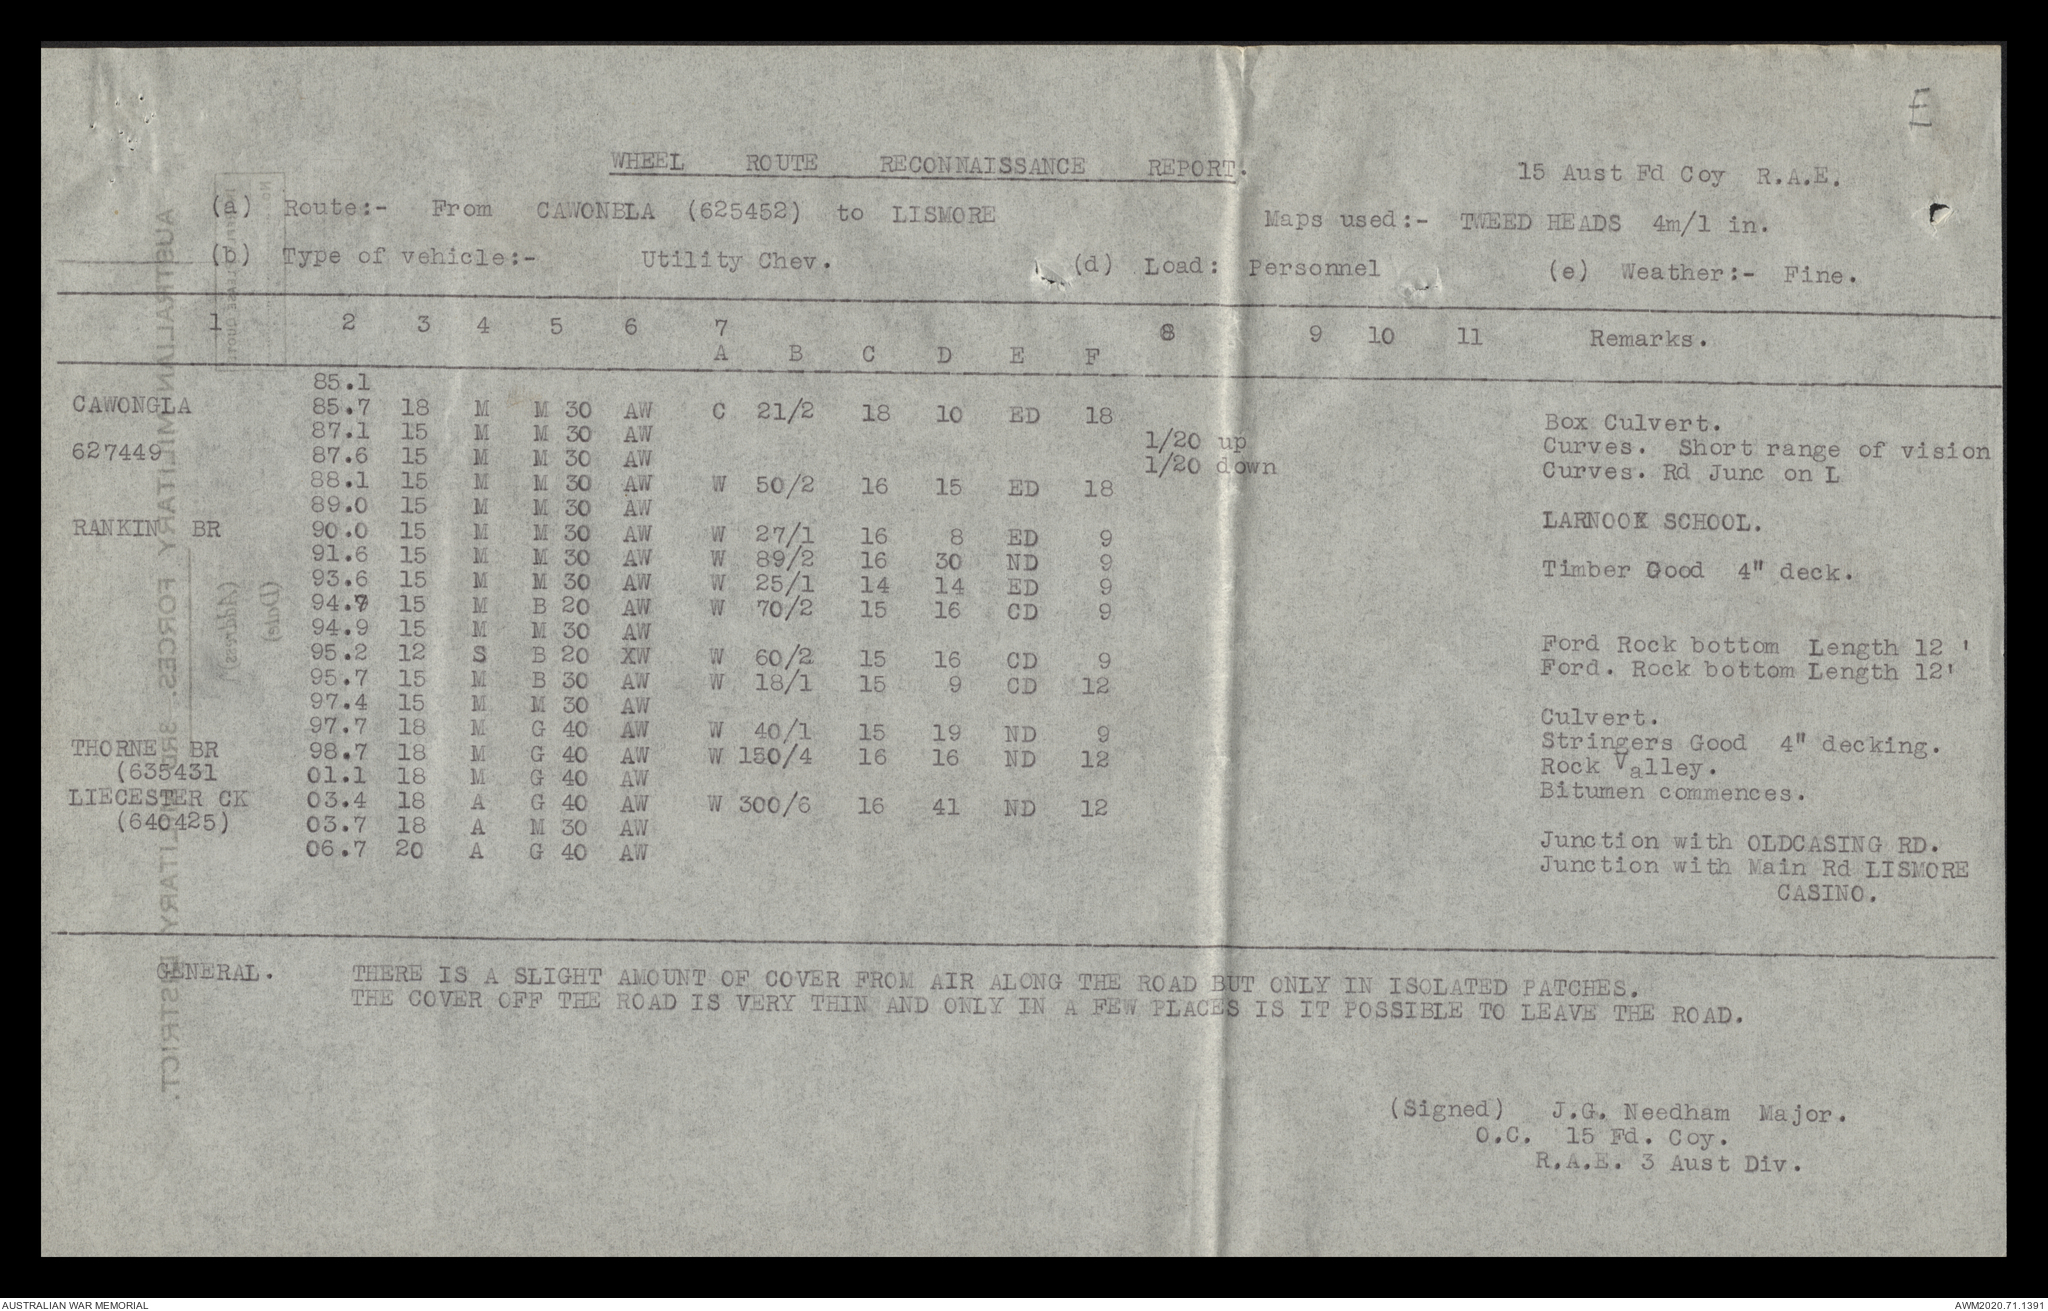 E
WHEEL ROUTE RECONNAISSANCE REPORT.
15 Aust Fd Coy R.A.E.
(a) Route:- From CAWONBLA (625452) to LISMORE Maps used:- TWEED HEADS 4m/1 in.
(b) Type of vehicle:- Utility Chev. (d) Load: Personnel (e) Weather:- Fine.
1 2 3 4 5 6 7 8 9 10 11 Remarks.
A B C D E F
85.1
CAWONGLA 85.7 18 M M 30 AW C 21/2 18 10 ED 18 Box Culvert.
87.1 15 M M 30 AW 1/20 up Curves. Short range of vision
627449 87.6 15 M M 30 AW 1/20 down Curves. Rd Junc on L
88.1 15 M M 30 AW W 50/2 16 15 ED 18
89.0 15 M M 30 AW LARNOOK SCHOOL.
RANKIN BR 90.0 15 M M 30 AW W 27/1 16 8 ED 9
91.6 15 M M 30 AW W 89/2 16 30 ND 9 Timber Good 4" deck.
93.6 15 M M 30 AW W 25/1 14 14 ED 9
94.7 15 M B 20 AW W 70/2 15 16 CD 9
94.9 15 M M 30 AW Ford Rock bottom Length 12 '
95.2 12 S B 20 XW W 60/2 15 16 CD 9 Ford. Rock bottom Length 12'
95.7 15 M B 30 AW W 18/1 15 9 CD 12
97.4 15 M M 30 AW Culvert.
97.7 18 M G 40 AW W 40/1 15 19 ND 9 Stringers Good 4" decking.
THORNE BR 98.7 18 M G 40 AW W 150/4 16 16 ND 12 Rock Valley.
(635431 01.1 18 M G 40 AW Bitumen commences.
LIECESTER CK 03.4 18 A G 40 AW W 300/6 16 41 ND 12
(640425) 03.7 18 A M 30 AW Junction with OLDCASING RD.
06.7 20 A G 40 AW Junction with Main Rd LISMORE
CASINO.
GENERAL. THERE IS A SLIGHT AMOUNT OF COVER FROM AIR ALONG THE ROAD BUT ONLY IN ISOLATED PATCHES.
THE COVER OFF THE ROAD IS VERY THIN AND ONLY IN A FEW PLACES IS IT POSSIBLE TO LEAVE THE ROAD.
(Signed) J.G. Needham Major.
O.C. 15 Fd. Coy.
R.A.E. 3 Aust Div.
AUSTRALIAN MILITARY FORCES. 3RD MILITARY DISTRICT.
(Address)
(Date)
AUSTRALIAN WAR MEMORIAL
AWM2020.71.1391